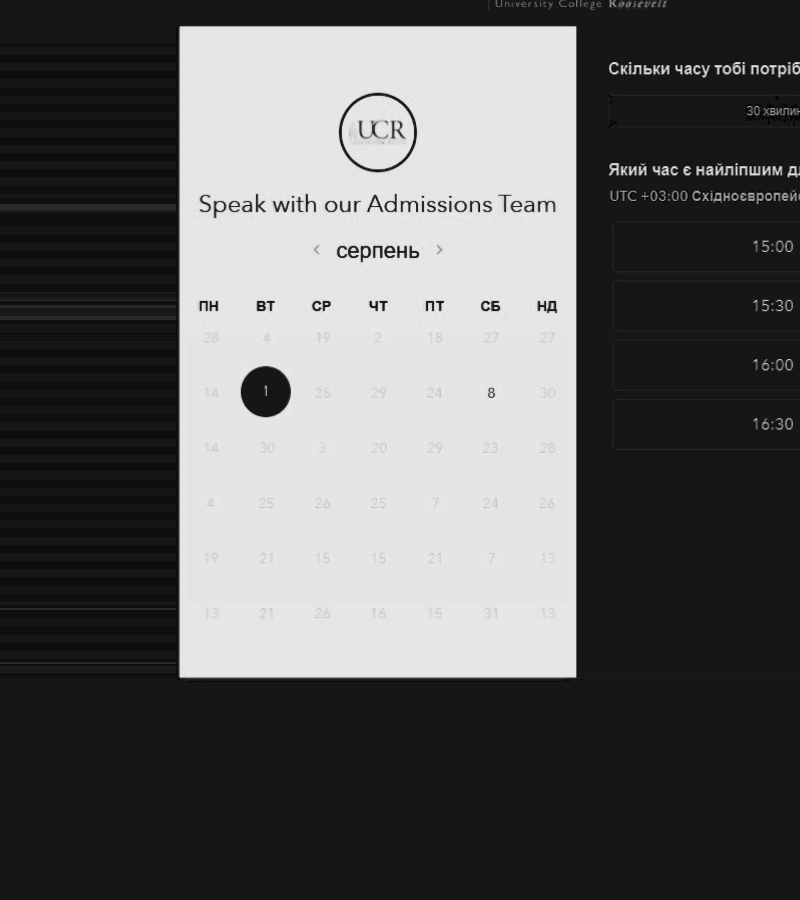 University College Roosevelt
UCR
Speak with our Admissions Team
серпень
ПН ВТ СР ЧТ ПТ СБ НД
28 4 19 2 18 27 27
14 1 25 29 24 8 30
14 30 3 20 29 23 28
4 25 26 25 7 24 26
19 21 15 15 21 7 13
13 21 26 16 15 31 13
Скільки часу тобі потріб
30 хвилин
Який час є найліпшим д
UTC +03:00 Східноєвропейс
15:00
15:30
16:00
16:30